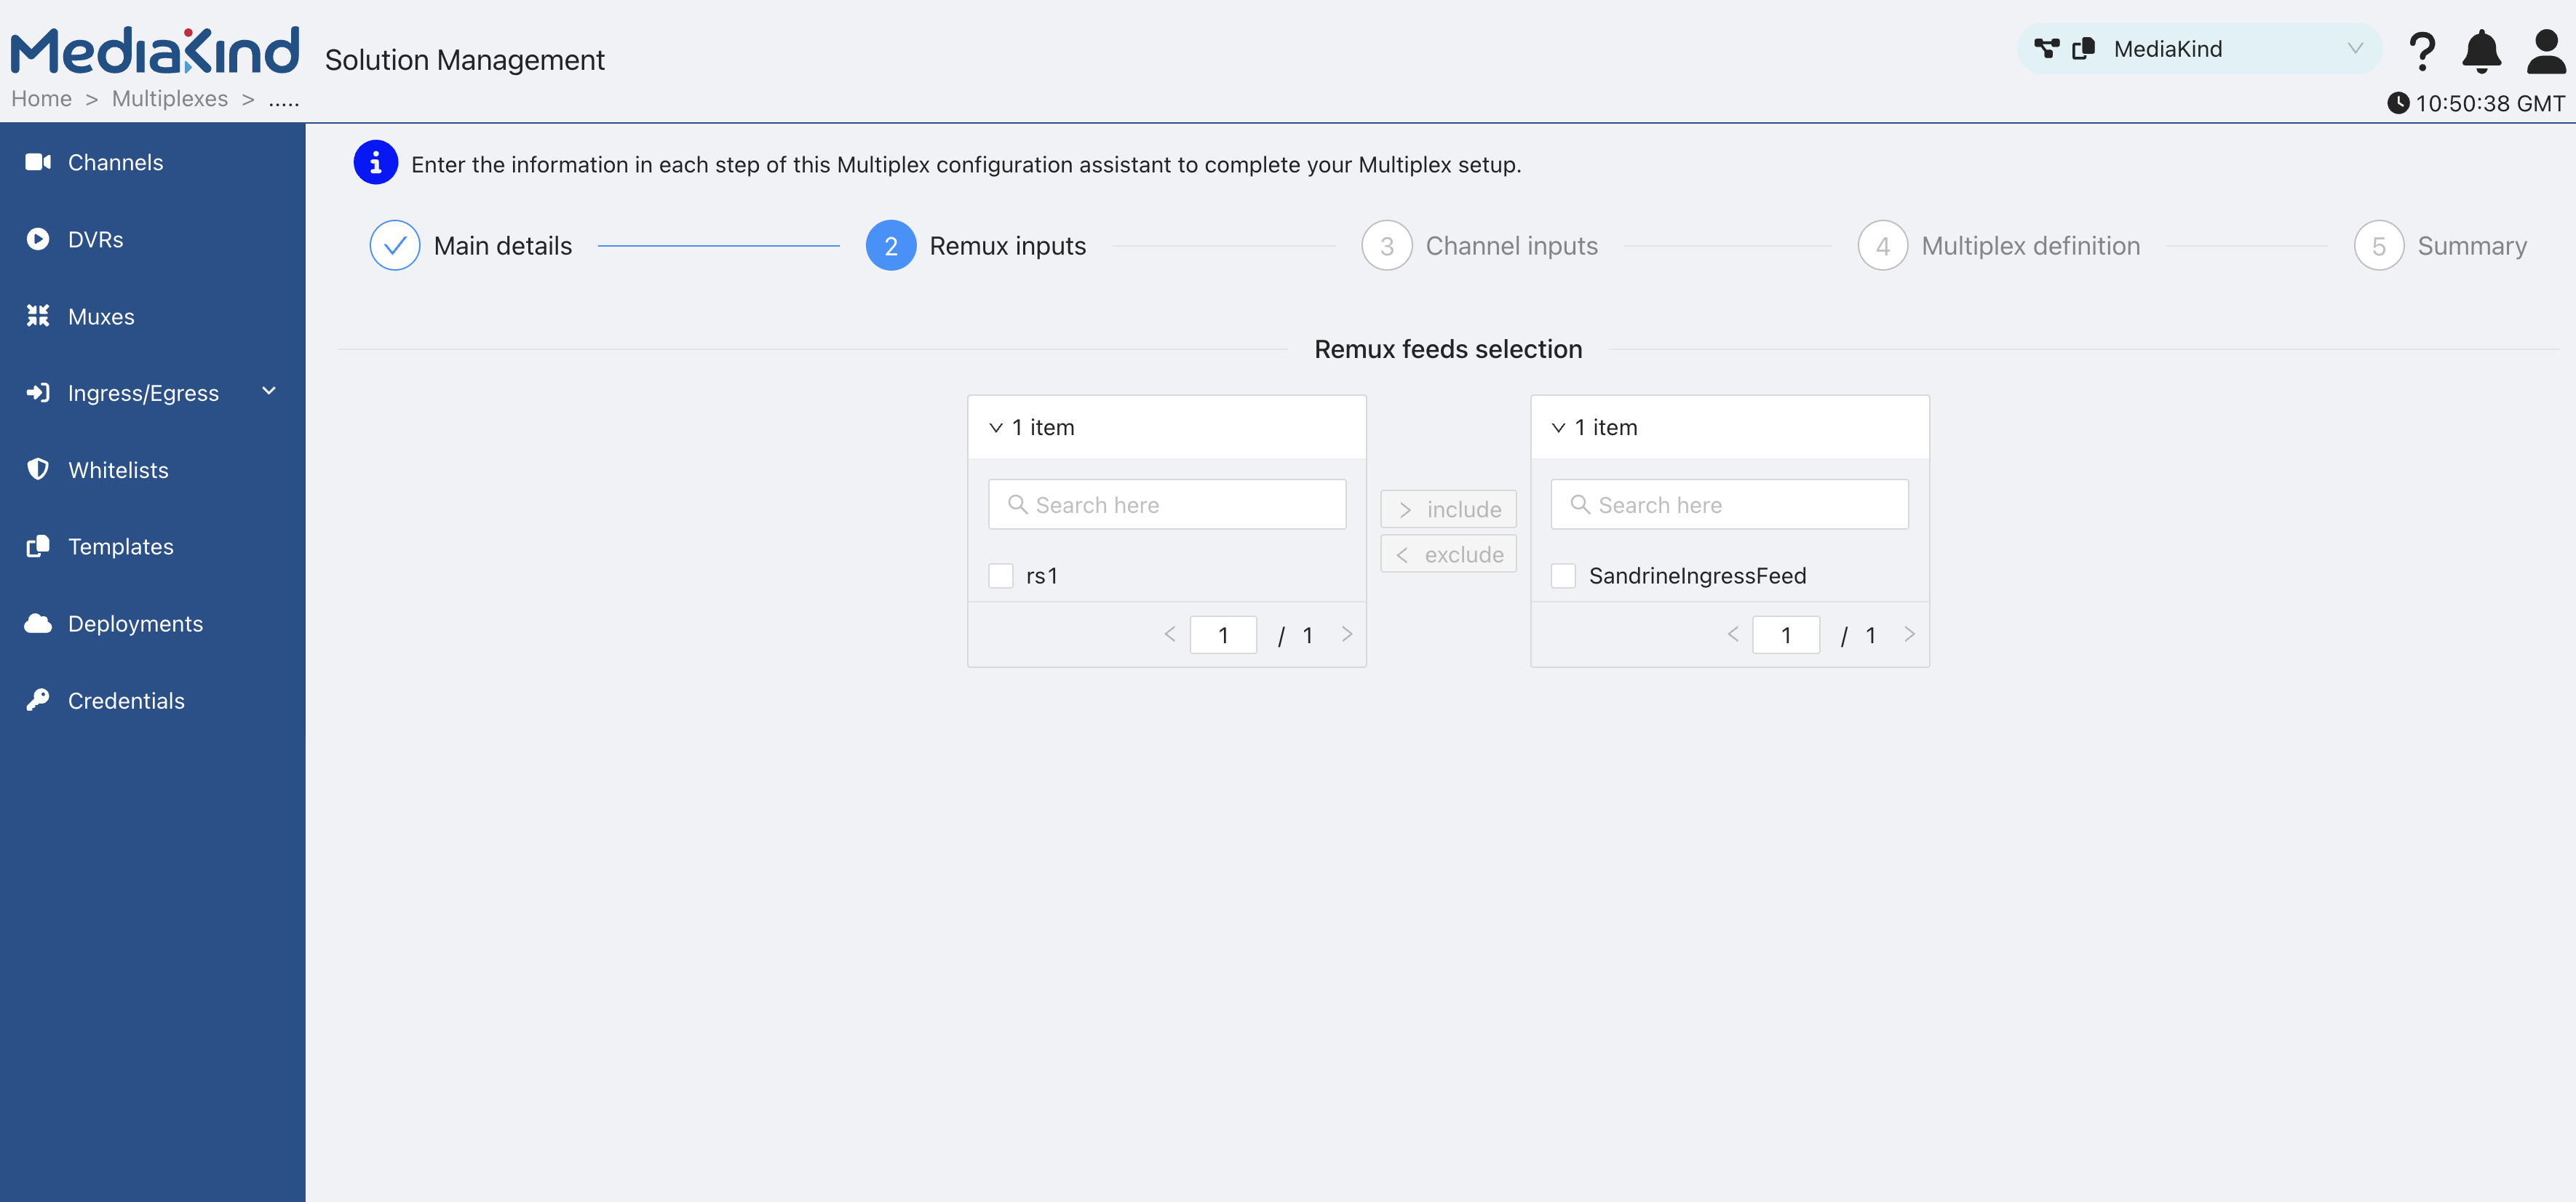 MediaKind
Solution Management
MediaKind
Home > Multiplexes > .....
10:50:38 GMT
Channels
DVRs
Muxes
Ingress/Egress
Whitelists
Templates
Deployments
Credentials
Enter the information in each step of this Multiplex configuration assistant to complete your Multiplex setup.
Main details
2 Remux inputs
3 Channel inputs
4 Multiplex definition
5 Summary
Remux feeds selection
1 item
Search here
rs1
< 1 / 1 >
> include
< exclude
1 item
Search here
SandrineIngressFeed
< 1 / 1 >